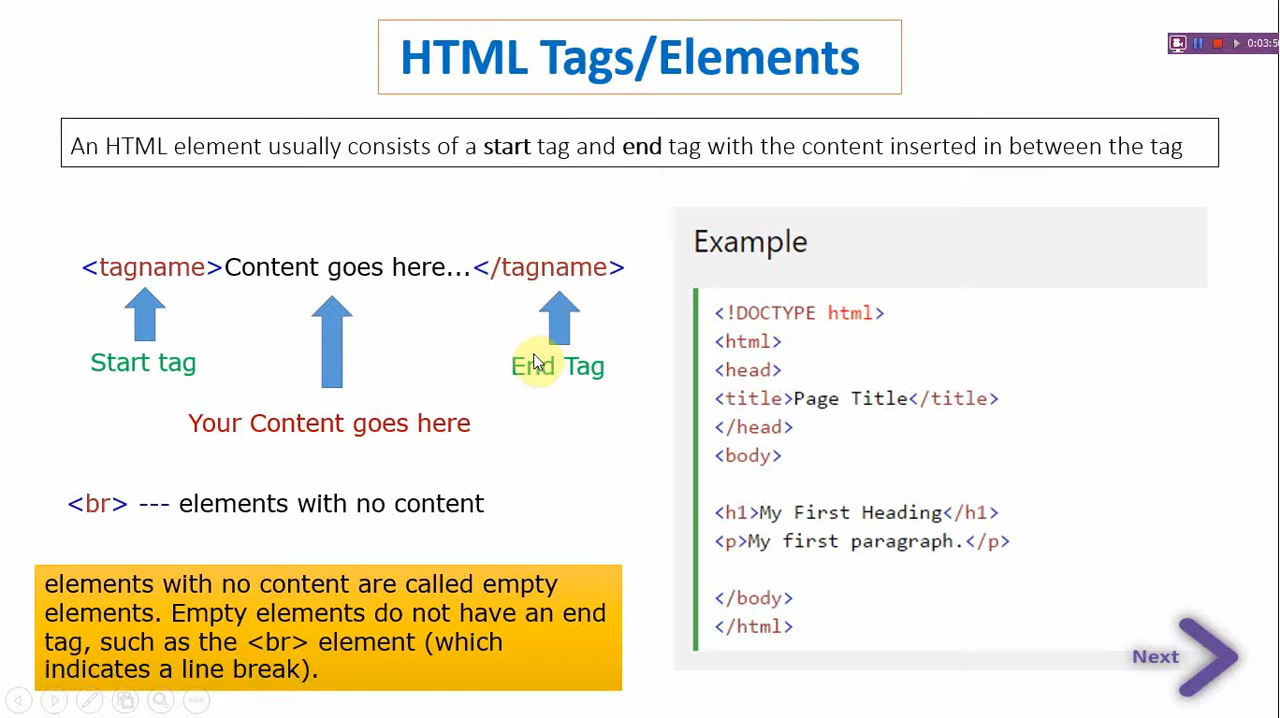 HTML Tags/Elements
0:03:5
An HTML element usually consists of a start tag and end tag with the content inserted in between the tag
<tagname>Content goes here...</tagname>
Start tag
End Tag
Your Content goes here
<br> --- elements with no content
elements with no content are called empty
elements. Empty elements do not have an end
tag, such as the <br> element (which
indicates a line break).
Example
<!DOCTYPE html>
<html>
<head>
<title>Page Title</title>
</head>
<body>
<h1>My First Heading</h1>
<p>My first paragraph.</p>
</body>
</html>
Next